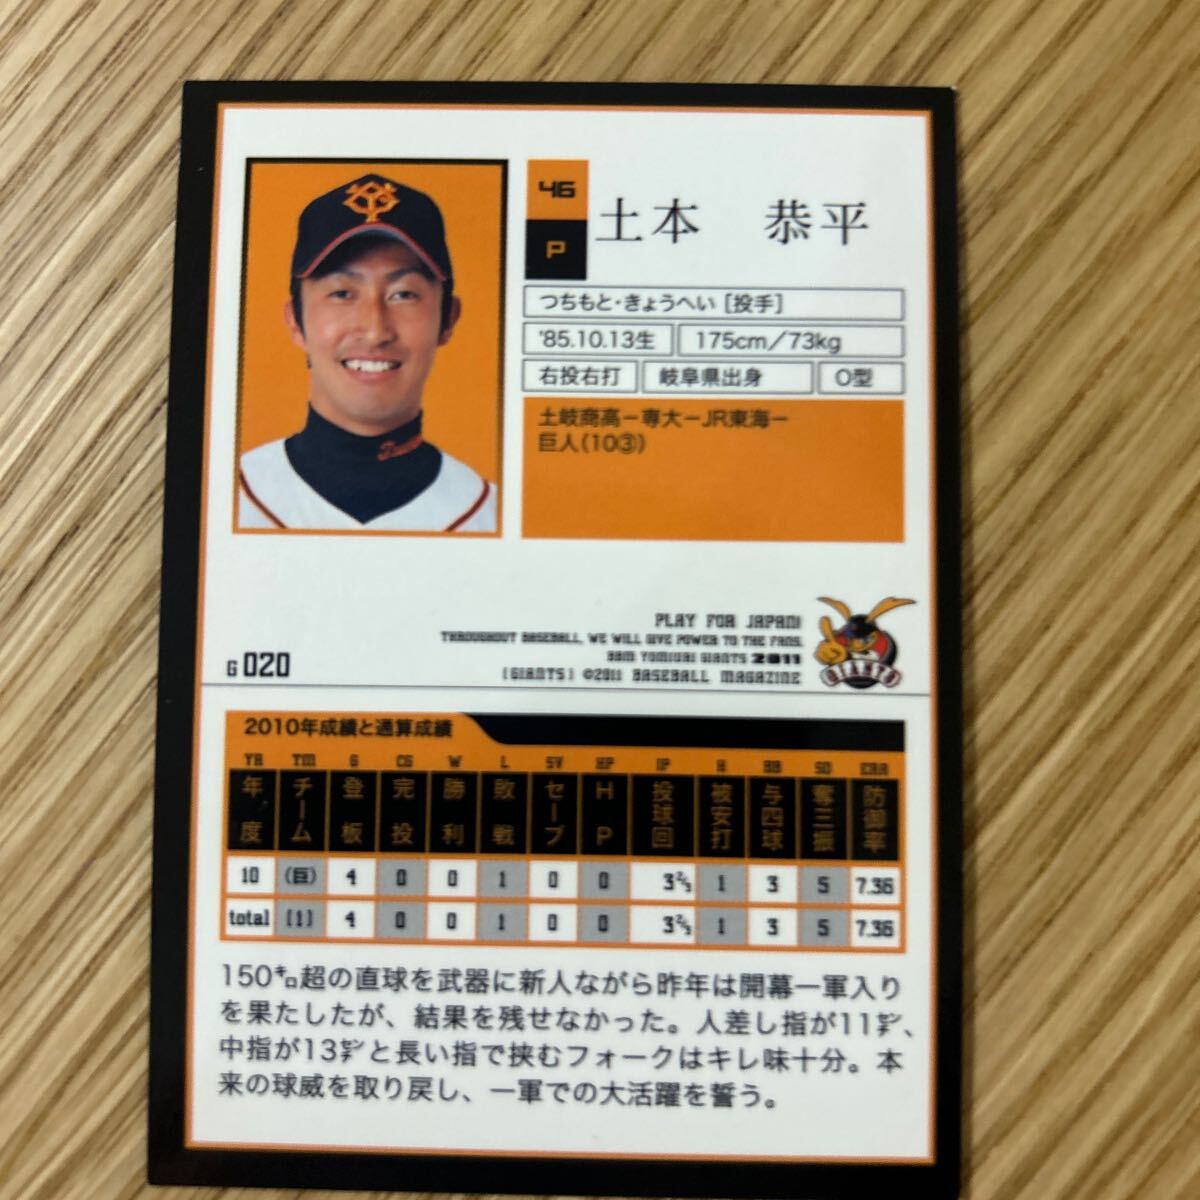 46
P
土本 恭平
つちもと・きょうへい [投手]
'85.10.13生
175cm/73kg
右投右打
岐阜県出身
O型
土岐商高－専大－JR東海－
巨人(10③)
PLAY FOR JAPAN!
THROUGHOUT BASEBALL, WE WILL GIVE POWER TO THE FANS.
BBM YOMIURI GIANTS 2011
(GIANTS) ©2011 BASEBALL MAGAZINE
GIANTS
G 020
2010年成績と通算成績
YR TM G CG W L SV HP IP H BB SO ERA
年度 チーム 登板 完投 勝利 敗戦 セーブ HP 投球回 被安打 与四球 奪三振 防御率
10 (巨) 4 0 0 1 0 0 3⅔ 1 3 5 7.36
total (1) 4 0 0 1 0 0 3⅔ 1 3 5 7.36
150㌔超の直球を武器に新人ながら昨年は開幕一軍入り
を果たしたが、結果を残せなかった。人差し指が11㌢、
中指が13㌢と長い指で挟むフォークはキレ味十分。本
来の球威を取り戻し、一軍での大活躍を誓う。